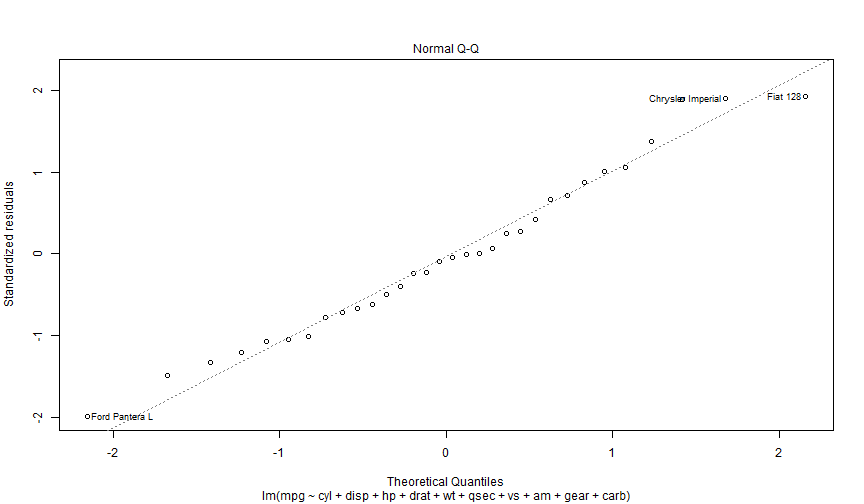 Normal Q-Q
Standardized residuals
2
1
0
-1
-2
Chrysler Imperial
Fiat 128
Ford Pantera L
-2
-1
0
1
2
Theoretical Quantiles
lm(mpg ~ cyl + disp + hp + drat + wt + qsec + vs + am + gear + carb)